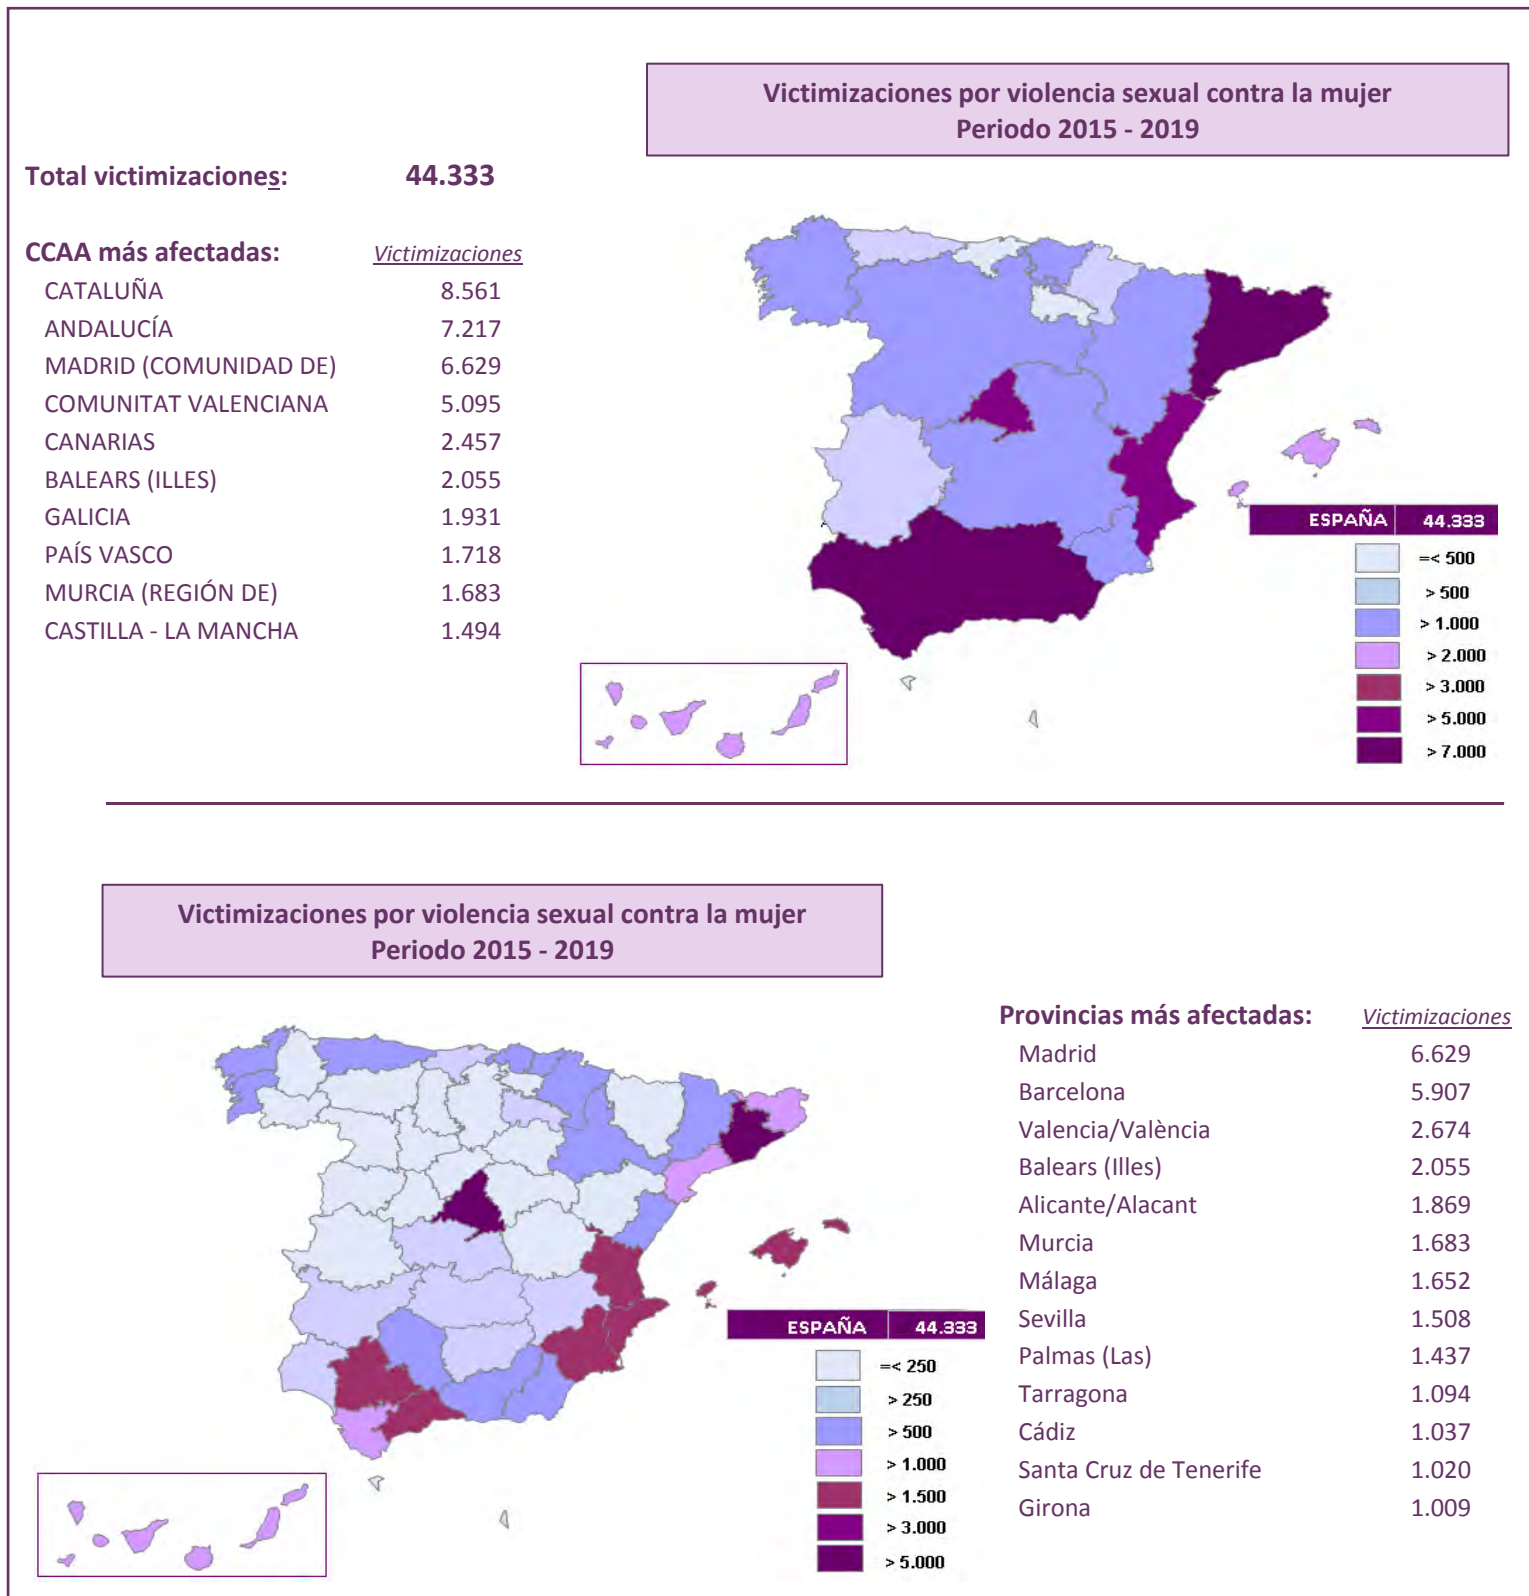 Victimizaciones por violencia sexual contra la mujer
Periodo 2015 - 2019
Total victimizaciones: 44.333
CCAA más afectadas: Victimizaciones
CATALUÑA 8.561
ANDALUCÍA 7.217
MADRID (COMUNIDAD DE) 6.629
COMUNITAT VALENCIANA 5.095
CANARIAS 2.457
BALEARS (ILLES) 2.055
GALICIA 1.931
PAÍS VASCO 1.718
MURCIA (REGIÓN DE) 1.683
CASTILLA - LA MANCHA 1.494
ESPAÑA 44.333
=< 500
> 500
> 1.000
> 2.000
> 3.000
> 5.000
> 7.000
Victimizaciones por violencia sexual contra la mujer
Periodo 2015 - 2019
Provincias más afectadas: Victimizaciones
Madrid 6.629
Barcelona 5.907
Valencia/València 2.674
Balears (Illes) 2.055
Alicante/Alacant 1.869
Murcia 1.683
Málaga 1.652
Sevilla 1.508
Palmas (Las) 1.437
Tarragona 1.094
Cádiz 1.037
Santa Cruz de Tenerife 1.020
Girona 1.009
ESPAÑA 44.333
=< 250
> 250
> 500
> 1.000
> 1.500
> 3.000
> 5.000